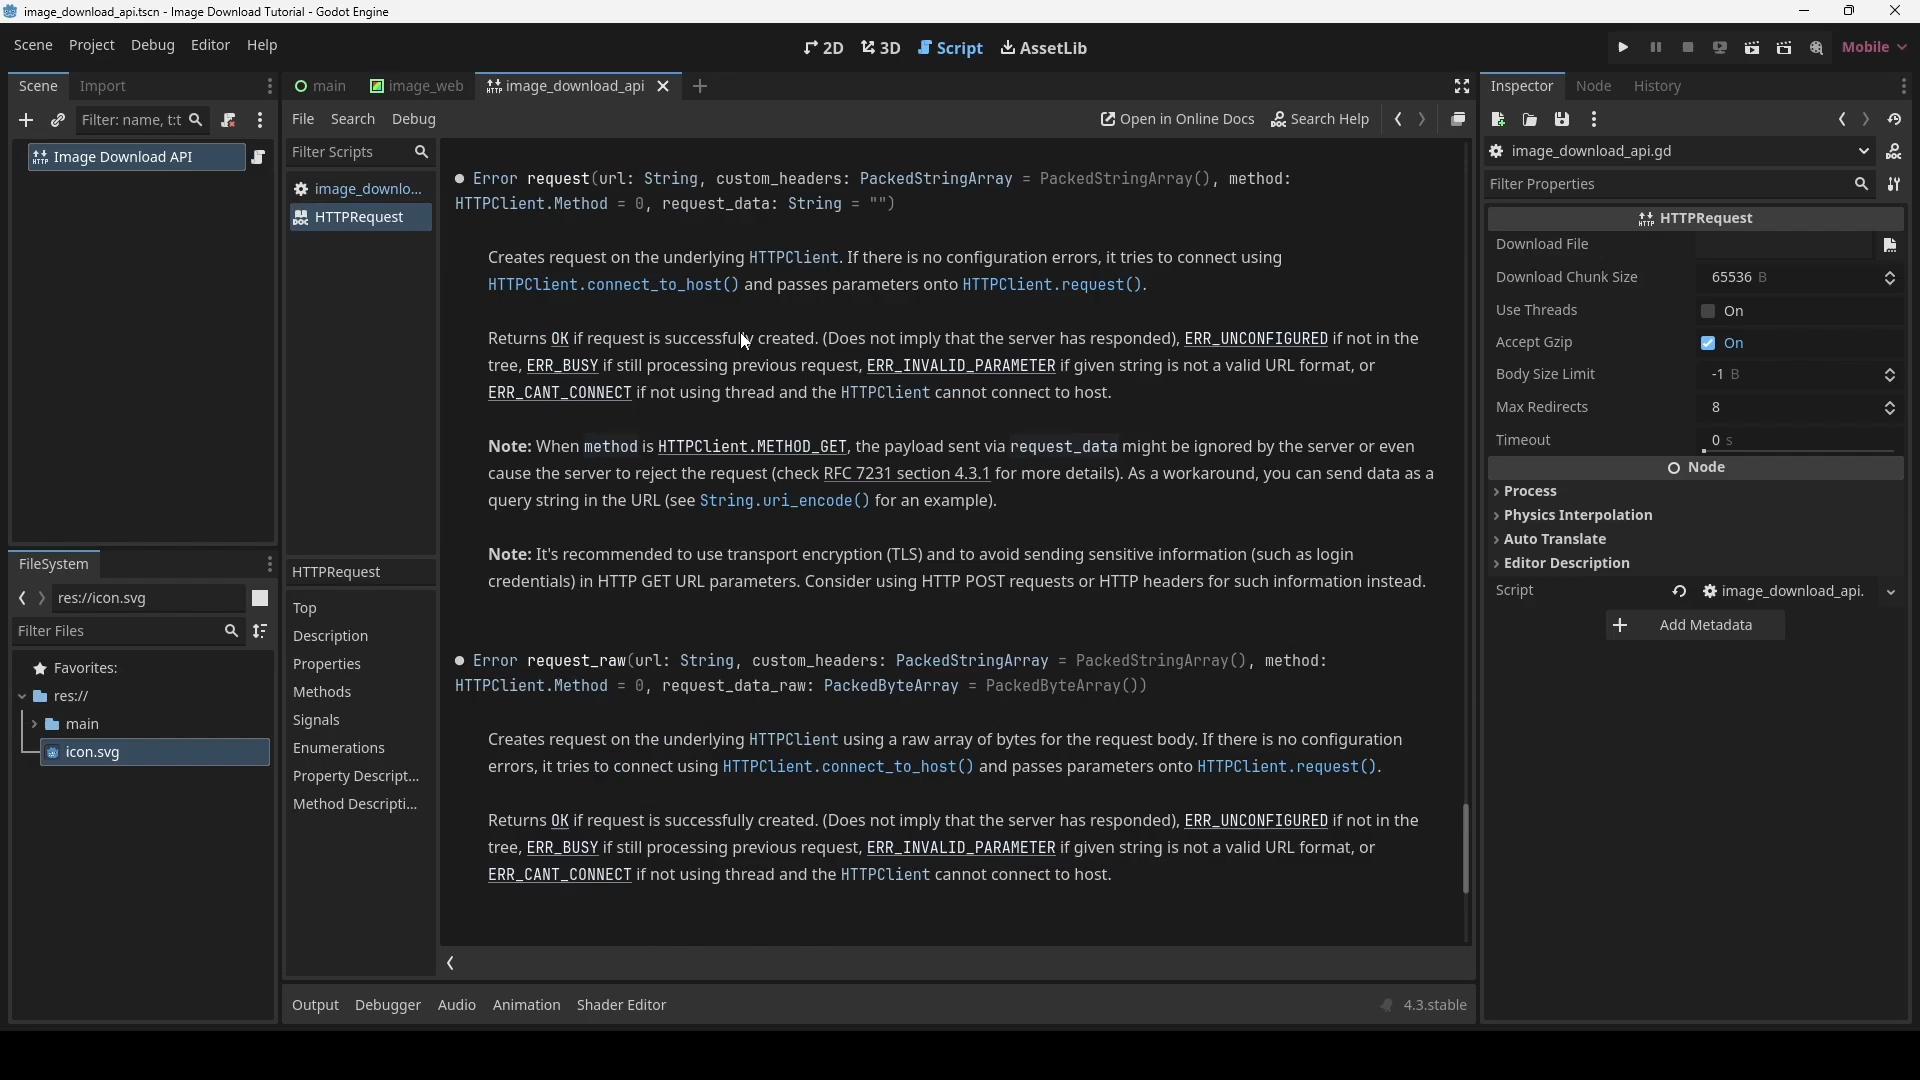 image_download_api.tscn - Image Download Tutorial - Godot Engine
Scene Project Debug Editor Help
2D 3D Script AssetLib
Mobile
Scene Import
main image_web image_download_api
Inspector Node History
Filter: name, t:t
File Search Debug
Open in Online Docs Search Help
Image Download API
Filter Scripts
image_downlo...
HTTPRequest
HTTPRequest
Top
Description
Properties
Methods
Signals
Enumerations
Property Descript...
Method Descripti...
Error request(url: String, custom_headers: PackedStringArray = PackedStringArray(), method:
HTTPClient.Method = 0, request_data: String = "")
Creates request on the underlying HTTPClient. If there is no configuration errors, it tries to connect using
HTTPClient.connect_to_host() and passes parameters onto HTTPClient.request().
Returns OK if request is successfully created. (Does not imply that the server has responded), ERR_UNCONFIGURED if not in the
tree, ERR_BUSY if still processing previous request, ERR_INVALID_PARAMETER if given string is not a valid URL format, or
ERR_CANT_CONNECT if not using thread and the HTTPClient cannot connect to host.
Note: When method is HTTPClient.METHOD_GET, the payload sent via request_data might be ignored by the server or even
cause the server to reject the request (check RFC 7231 section 4.3.1 for more details). As a workaround, you can send data as a
query string in the URL (see String.uri_encode() for an example).
Note: It's recommended to use transport encryption (TLS) and to avoid sending sensitive information (such as login
credentials) in HTTP GET URL parameters. Consider using HTTP POST requests or HTTP headers for such information instead.
Error request_raw(url: String, custom_headers: PackedStringArray = PackedStringArray(), method:
HTTPClient.Method = 0, request_data_raw: PackedByteArray = PackedByteArray())
Creates request on the underlying HTTPClient using a raw array of bytes for the request body. If there is no configuration
errors, it tries to connect using HTTPClient.connect_to_host() and passes parameters onto HTTPClient.request().
Returns OK if request is successfully created. (Does not imply that the server has responded), ERR_UNCONFIGURED if not in the
tree, ERR_BUSY if still processing previous request, ERR_INVALID_PARAMETER if given string is not a valid URL format, or
ERR_CANT_CONNECT if not using thread and the HTTPClient cannot connect to host.
FileSystem
res://icon.svg
Filter Files
Favorites:
res://
main
icon.svg
Output Debugger Audio Animation Shader Editor
4.3.stable
image_download_api.gd
Filter Properties
HTTPRequest
Download File
Download Chunk Size 65536 B
Use Threads On
Accept Gzip On
Body Size Limit -1 B
Max Redirects 8
Timeout 0 s
Node
Process
Physics Interpolation
Auto Translate
Editor Description
Script image_download_api.
Add Metadata